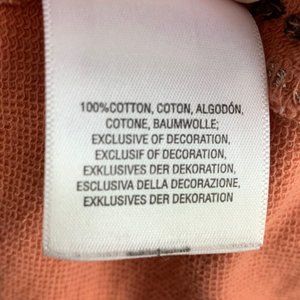 100%COTTON, COTON, ALGODÓN,
COTONE, BAUMWOLLE;
EXCLUSIVE OF DECORATION,
EXCLUSIF OF DECORATION,
EXKLUSIVES DER DEKORATION,
ESCLUSIVA DELLA DECORAZIONE,
EXKLUSIVES DER DEKORATION